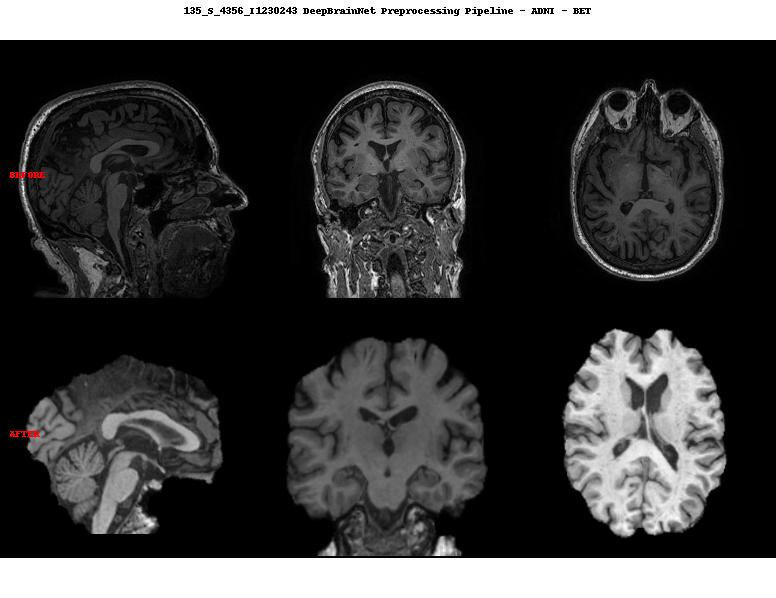 135_S_4356_I1230243 DeepBrainNet Preprocessing Pipeline - ADNI - BET
BEFORE
AFTER